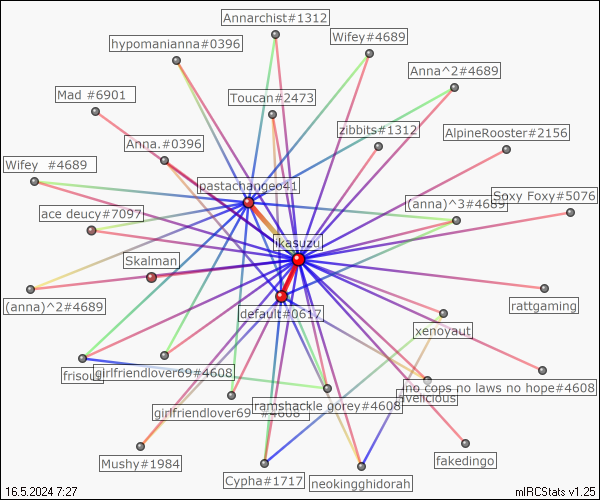 Annarchist#1312
Wifey#4689
hypomanianna#0396
Anna^2#4689
Mad #6901
Toucan#2473
zibbits#1312
AlpineRooster#2156
Anna.#0396
Wifey #4689
pastachangeo41
Soxy Foxy#5076
(anna)^3#4689
ace deucy#7097
ikasuzu
Skalman
(anna)^2#4689
rattgaming
default#0617
xenoyaut
frisou
girlfriendlover69#4608
no cops no laws no hope#4608
ivelicious
ramshackle gorey#4608
girlfriendlover69 #4608
Mushy#1984
fakedingo
Cypha#1717
neokingghidorah
16.5.2024 7:27
mIRCStats v1.25